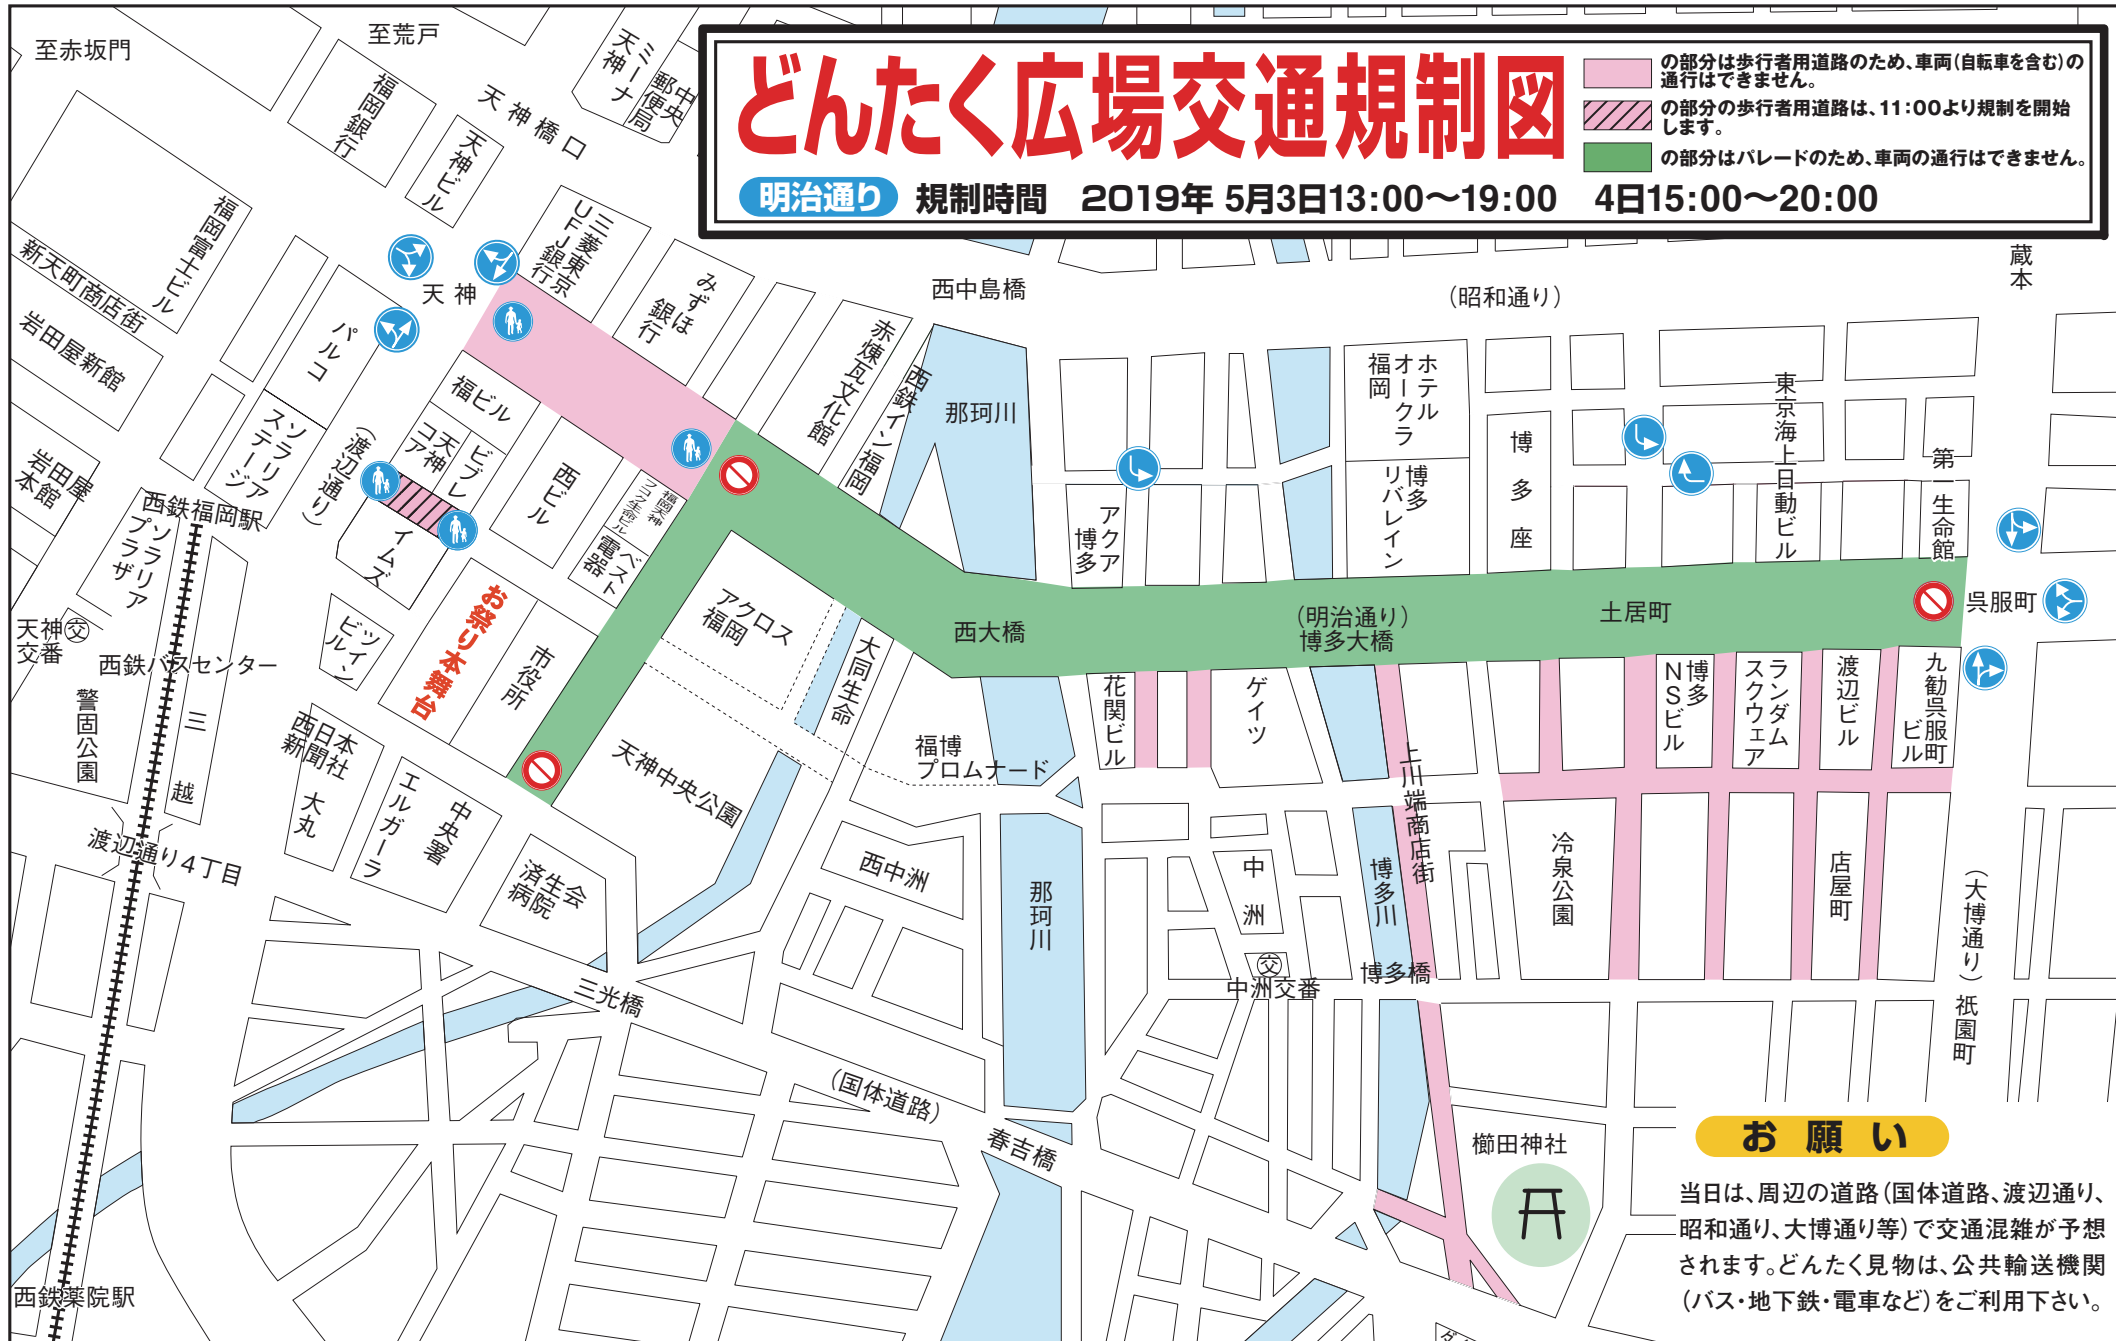 どんたく広場交通規制図
の部分は歩行者用道路のため、車両(自転車を含む)の
通行はできません。
の部分の歩行者用道路は、11:00より規制を開始
します。
の部分はパレードのため、車両の通行はできません。
明治通り 規制時間 2019年 5月3日13:00〜19:00 4日15:00〜20:00
至赤坂門
至荒戸
天神橋口
ミーナ
天神
中央
郵便局
福岡銀行
天神ビル
福岡富士ビル
新天町商店街
岩田屋新館
岩田屋
本館
三菱東京
UFJ銀行
みずほ
銀行
天神
パルコ
ソラリア
ステージ
(渡辺通り)
福ビル
天神
コア
ビブレ
西ビル
福岡天神
フコク生命ビル
ベスト
電器
イムズ
赤煉瓦文化館
西鉄イン福岡
西中島橋
(昭和通り)
蔵本
那珂川
ホテル
オークラ
福岡
博多
リバレイン
博多座
東京海上日動ビル
第一生命館
アクア
博多
西鉄福岡駅
ソラリア
プラザ
天神
交番
交
西鉄バスセンター
警固公園
三越
ツイン
ビル
お祭り本舞台
市役所
アクロス
福岡
大同生命
西大橋
(明治通り)
博多大橋
土居町
呉服町
西日本
新聞社
大丸
エルガーラ
中央署
済生会
病院
天神中央公園
福博
プロムナード
花関ビル
ゲイツ
上川端商店街
博多
NSビル
ランダム
スクウェア
渡辺ビル
九勧呉服町
ビル
渡辺通り4丁目
西中洲
那珂川
中洲
交
中洲交番
博多川
博多橋
冷泉公園
店屋町
(大博通り)
祇園町
三光橋
(国体道路)
春吉橋
櫛田神社
西鉄薬院駅
お願い
当日は、周辺の道路(国体道路、渡辺通り、
昭和通り、大博通り等)で交通混雑が予想
されます。どんたく見物は、公共輸送機関
(バス・地下鉄・電車など)をご利用下さい。